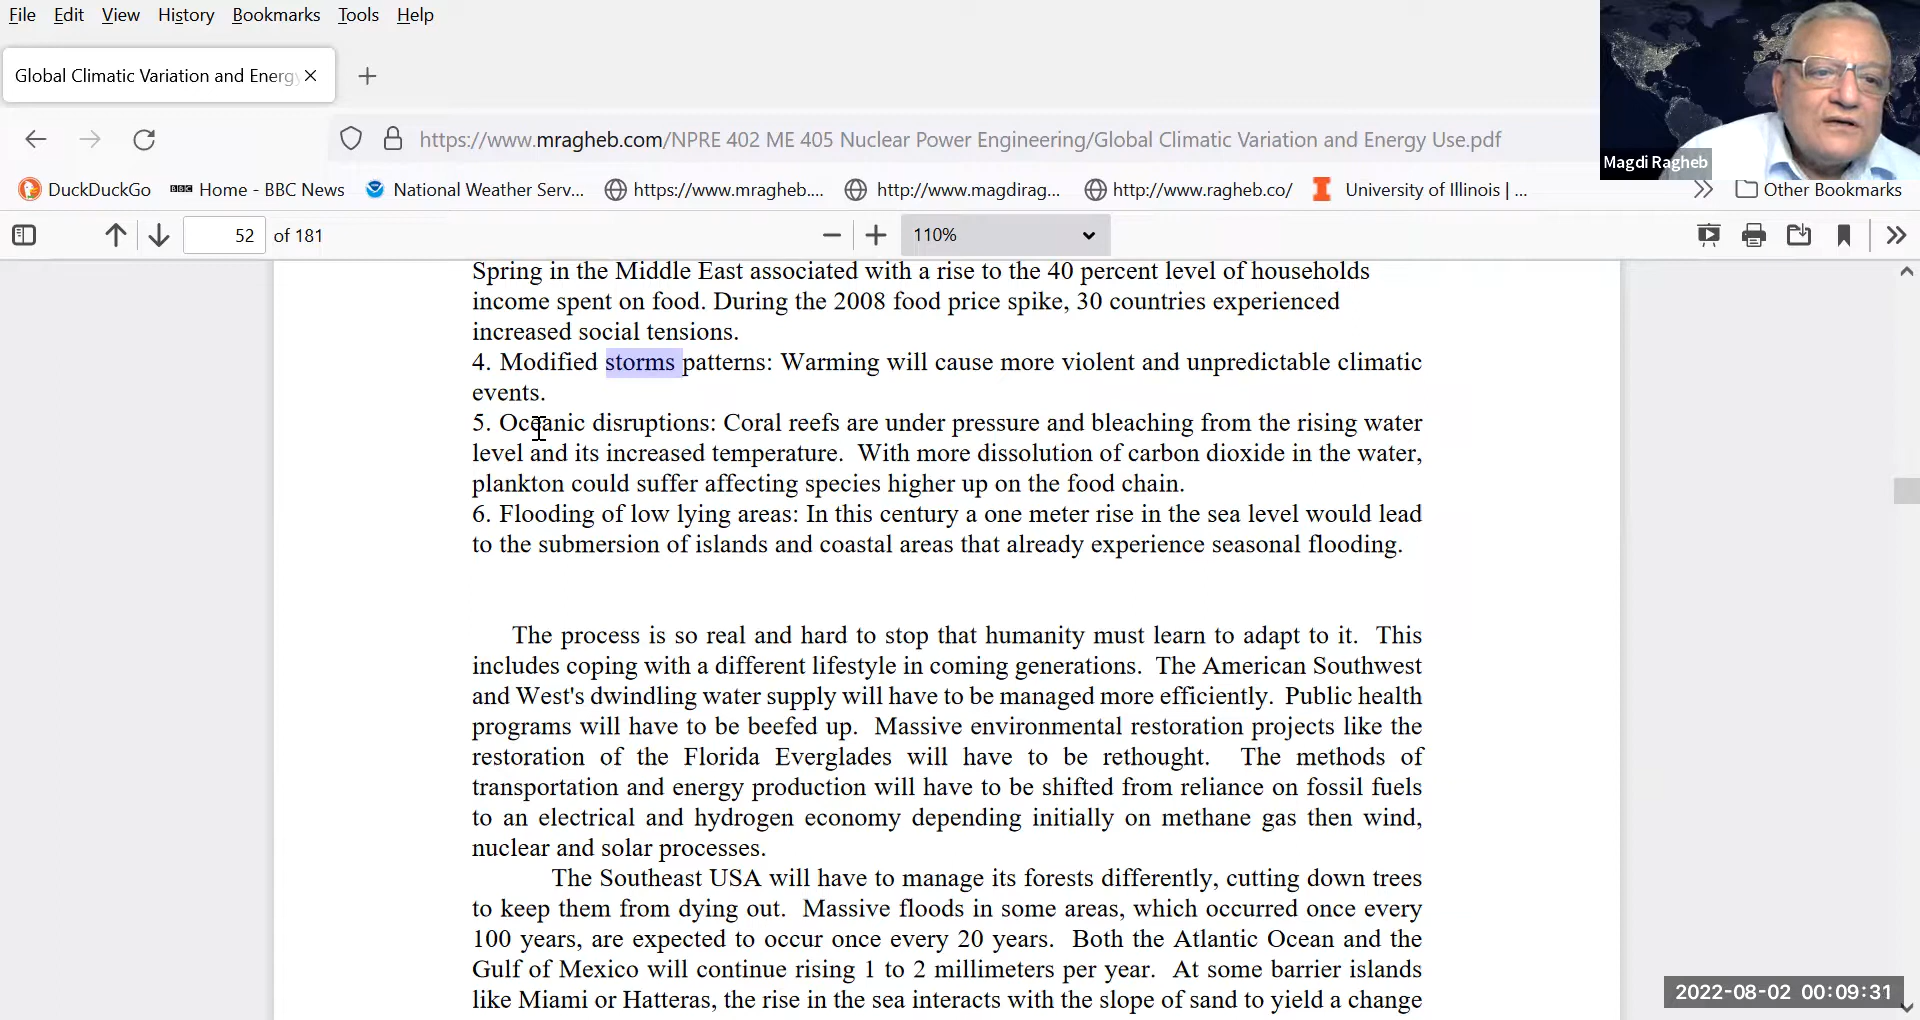 File Edit View History Bookmarks Tools Help
Global Climatic Variation and Energy
https://www.mragheb.com/NPRE 402 ME 405 Nuclear Power Engineering/Global Climatic Variation and Energy Use.pdf
Magdi Ragheb
DuckDuckGo BBC Home - BBC News National Weather Serv... https://www.mragheb.... http://www.magdirag... http://www.ragheb.co/ University of Illinois | ... Other Bookmarks
52 of 181 110%
Spring in the Middle East associated with a rise to the 40 percent level of households
income spent on food. During the 2008 food price spike, 30 countries experienced
increased social tensions.
4. Modified storms patterns: Warming will cause more violent and unpredictable climatic
events.
5. Oceanic disruptions: Coral reefs are under pressure and bleaching from the rising water
level and its increased temperature. With more dissolution of carbon dioxide in the water,
plankton could suffer affecting species higher up on the food chain.
6. Flooding of low lying areas: In this century a one meter rise in the sea level would lead
to the submersion of islands and coastal areas that already experience seasonal flooding.
The process is so real and hard to stop that humanity must learn to adapt to it. This
includes coping with a different lifestyle in coming generations. The American Southwest
and West's dwindling water supply will have to be managed more efficiently. Public health
programs will have to be beefed up. Massive environmental restoration projects like the
restoration of the Florida Everglades will have to be rethought. The methods of
transportation and energy production will have to be shifted from reliance on fossil fuels
to an electrical and hydrogen economy depending initially on methane gas then wind,
nuclear and solar processes.
The Southeast USA will have to manage its forests differently, cutting down trees
to keep them from dying out. Massive floods in some areas, which occurred once every
100 years, are expected to occur once every 20 years. Both the Atlantic Ocean and the
Gulf of Mexico will continue rising 1 to 2 millimeters per year. At some barrier islands
like Miami or Hatteras, the rise in the sea interacts with the slope of sand to yield a change
2022-08-02 00:09:31